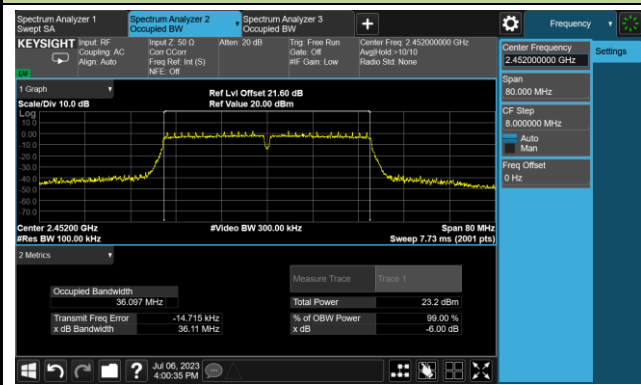 Spectrum Analyzer 1
Swept SA
Spectrum Analyzer 2
Occupied BW
Spectrum Analyzer 3
Occupied BW
+
Frequency
KEYSIGHT
Input: RF
Coupling: AC
Align: Auto
Input Z: 50 Ω
Corr CCorr
Freq Ref: Int (S)
NFE: Off
Atten: 20 dB
Trig: Free Run
Gate: Off
#IF Gain: Low
Center Freq: 2.452000000 GHz
Avg|Hold:>10/10
Radio Std: None
Center Frequency
2.452000000 GHz
Settings
Span
80.000 MHz
CF Step
8.000000 MHz
Auto
Man
Freq Offset
0 Hz
1 Graph
Scale/Div 10.0 dB
Ref Lvl Offset 21.60 dB
Ref Value 20.00 dBm
Log
10.0
0.00
-10.0
-20.0
-30.0
-40.0
-50.0
-60.0
-70.0
Center 2.45200 GHz
#Res BW 100.00 kHz
#Video BW 300.00 kHz
Span 80 MHz
Sweep 7.73 ms (2001 pts)
2 Metrics
Measure Trace
Trace 1
Occupied Bandwidth
36.097 MHz
Total Power
23.2 dBm
Transmit Freq Error
-14.715 kHz
% of OBW Power
99.00 %
x dB Bandwidth
36.11 MHz
x dB
-6.00 dB
Jul 06, 2023
4:00:35 PM